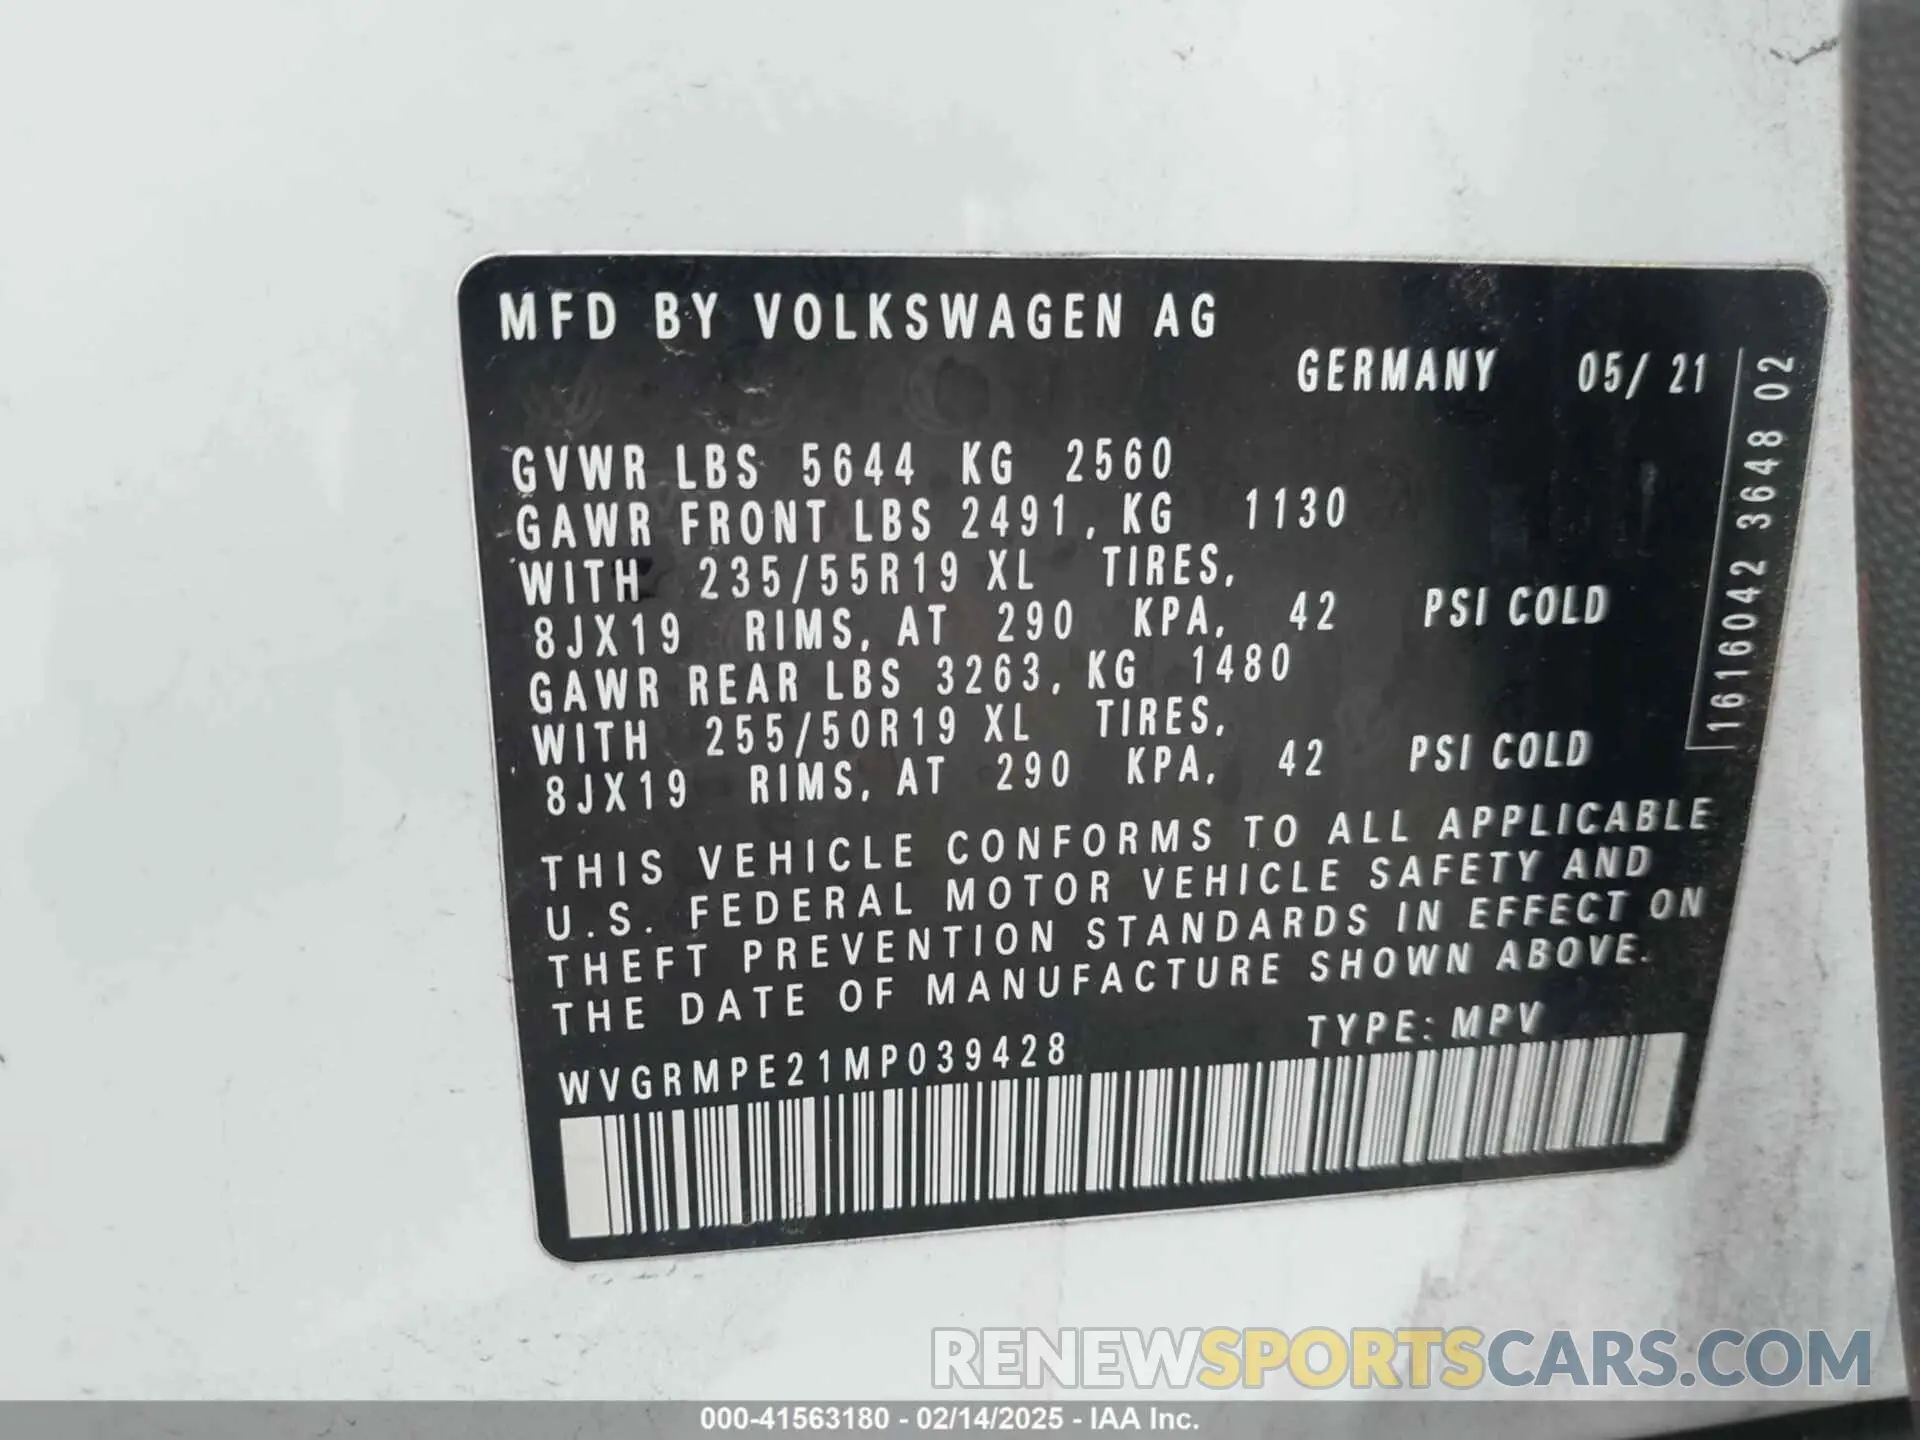 MFD BY VOLKSWAGEN AG
GERMANY 05/ 21
GVWR LBS 5644 KG 2560
GAWR FRONT LBS 2491, KG 1130
WITH 235/55R19 XL TIRES,
8JX19 RIMS, AT 290 KPA, 42 PSI COLD
GAWR REAR LBS 3263, KG 1480
WITH 255/50R19 XL TIRES,
8JX19 RIMS, AT 290 KPA, 42 PSI COLD
THIS VEHICLE CONFORMS TO ALL APPLICABLE
U.S. FEDERAL MOTOR VEHICLE SAFETY AND
THEFT PREVENTION STANDARDS IN EFFECT ON
THE DATE OF MANUFACTURE SHOWN ABOVE.
WVGRMPE21MP039428 TYPE: MPV
1616042 3648 02
RENEWSPORTSCARS.COM
000-41563180 - 02/14/2025 - IAA Inc.